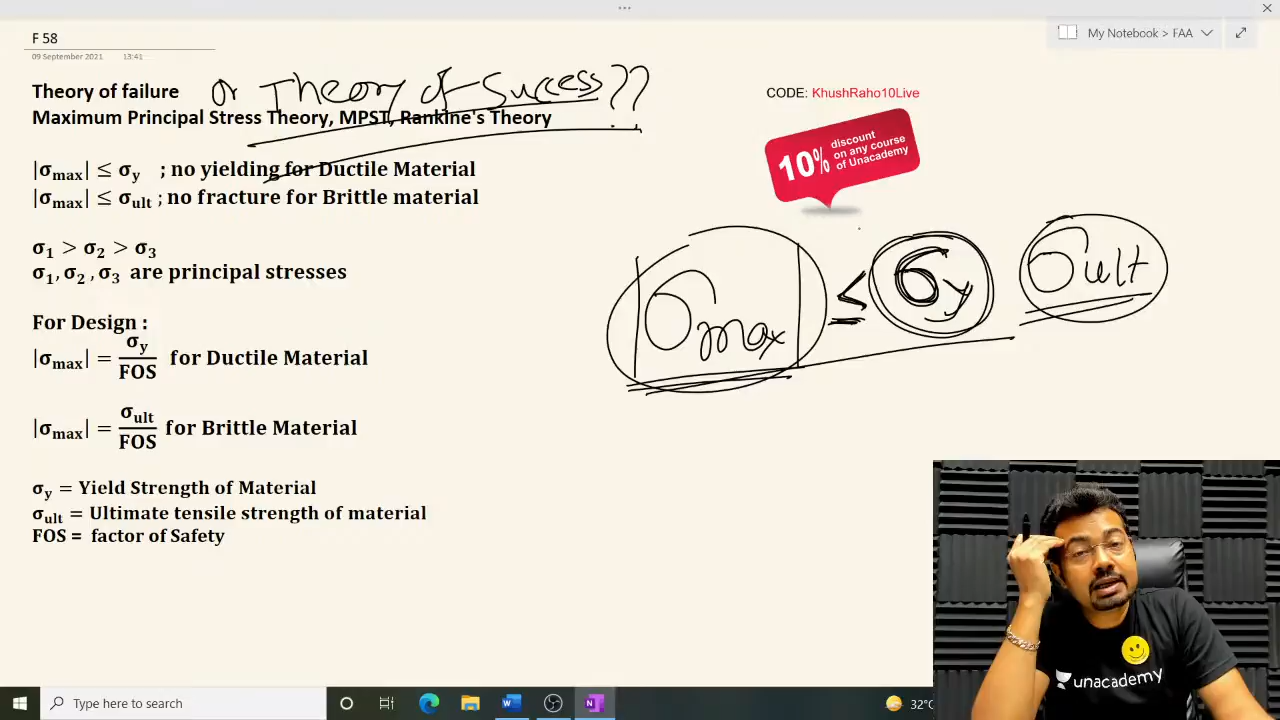 F 58
09 September 2021 13:41
My Notebook > FAA
Theory of failure or Theory of Success??
Maximum Principal Stress Theory, MPST, Rankine's Theory
CODE: KhushRaho10Live
10% discount
on any course
of Unacademy
|σmax| ≤ σy ; no yielding for Ductile Material
|σmax| ≤ σult ; no fracture for Brittle material
σ1 > σ2 > σ3
σ1, σ2, σ3 are principal stresses
|σmax| ≤ σy σult
For Design :
|σmax| = σy/FOS for Ductile Material
|σmax| = σult/FOS for Brittle Material
σy = Yield Strength of Material
σult = Ultimate tensile strength of material
FOS = factor of Safety
unacademy
Type here to search
32°C